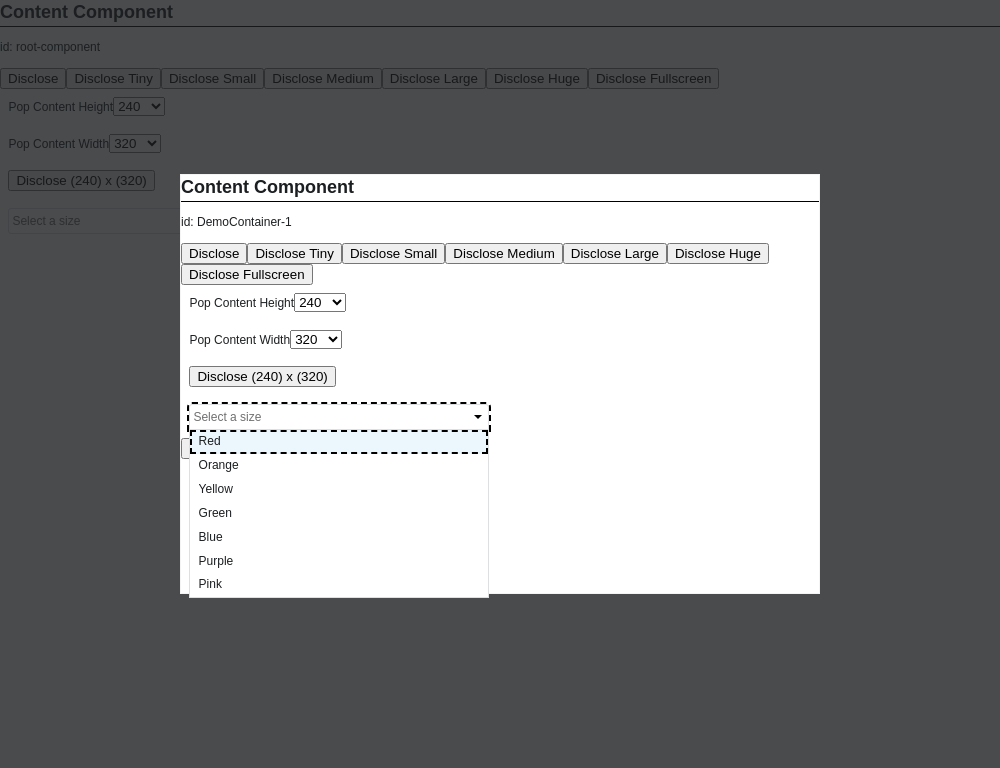 Content Component
id: root-component
Disclose Disclose Tiny Disclose Small Disclose Medium Disclose Large Disclose Huge Disclose Fullscreen
Pop Content Height 240
Pop Content Width 320
Disclose (240) x (320)
Select a size
Content Component
id: DemoContainer-1
Disclose Disclose Tiny Disclose Small Disclose Medium Disclose Large Disclose Huge
Disclose Fullscreen
Pop Content Height 240
Pop Content Width 320
Disclose (240) x (320)
Select a size
Red
Orange
Yellow
Green
Blue
Purple
Pink